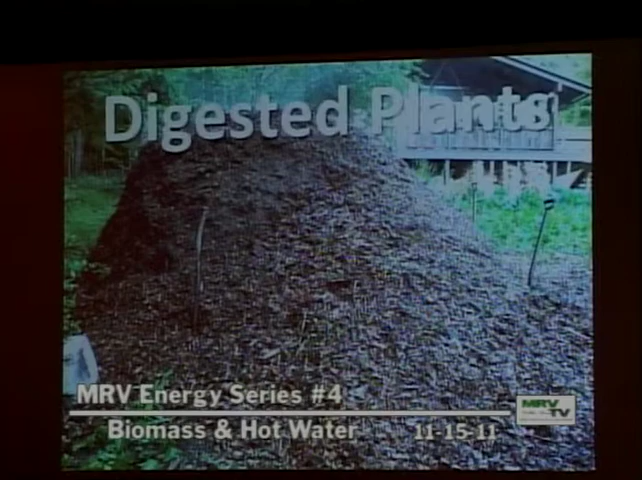 Digested Plants
MRV Energy Series #4
Biomass & Hot Water 11-15-11
MRV
TV